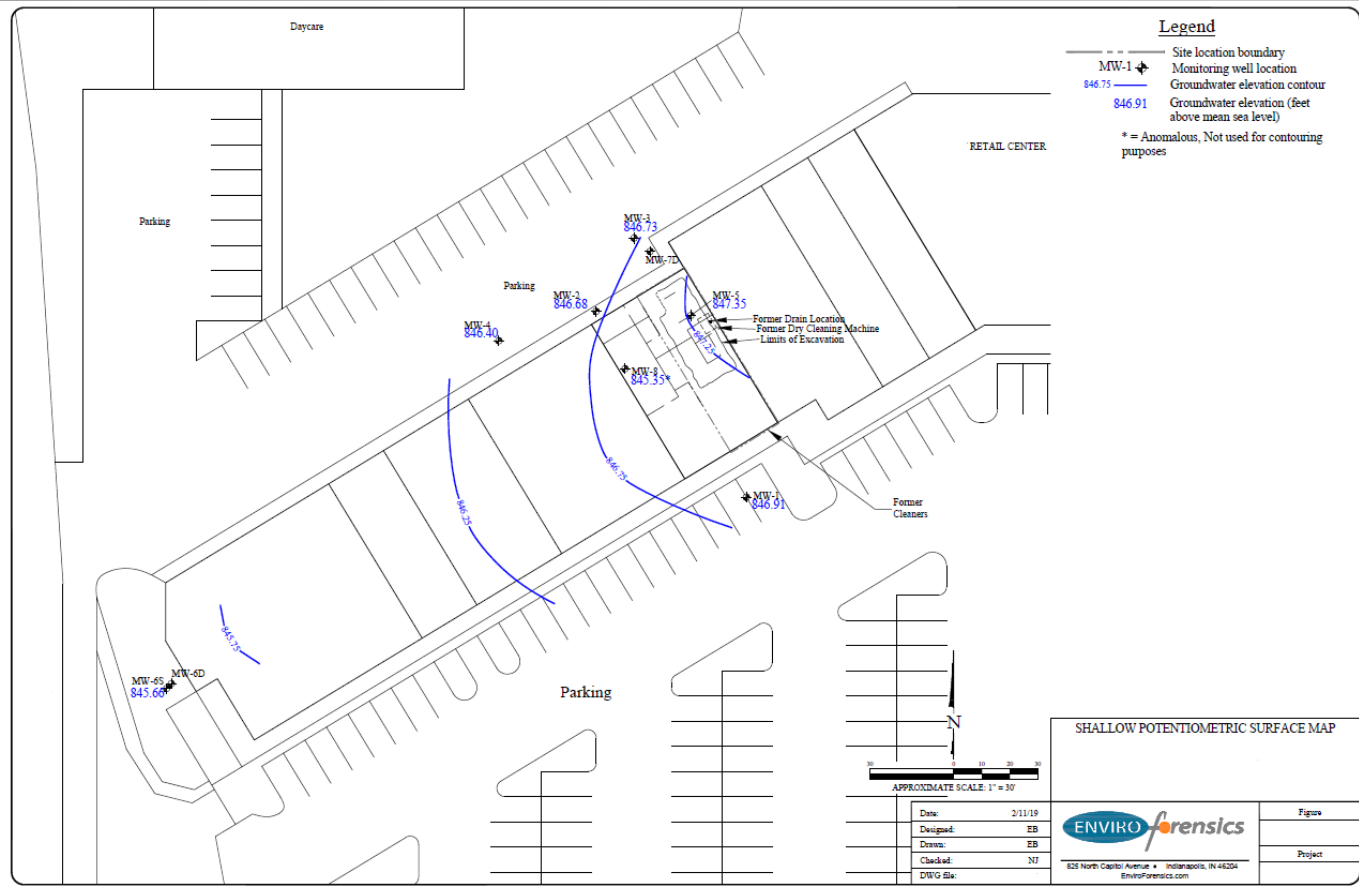 Daycare
Legend
Site location boundary
MW-1
Monitoring well location
846.75
Groundwater elevation contour
846.91
Groundwater elevation (feet
above mean sea level)
* = Anomalous, Not used for contouring
purposes
RETAIL CENTER
Parking
MW-3
846.73
MW-7D
Parking
MW-2
846.68
MW-5
847.35
MW-4
846.40
Former Drain Location
Former Dry Cleaning Machine
Limits of Excavation
847.25
MW-8
845.35*
846.75
846.25
MW-1
846.91
Former
Cleaners
845.75
MW-6S
MW-6D
845.66
Parking
N
30 0 10 20 30
APPROXIMATE SCALE: 1" = 30'
SHALLOW POTENTIOMETRIC SURFACE MAP
Date: 2/11/19
Designed: EB
Drawn: EB
Checked: NJ
DWG file:
ENVIRO forensics
825 North Capitol Avenue • Indianapolis, IN 46204
EnviroForensics.com
Figure
Project